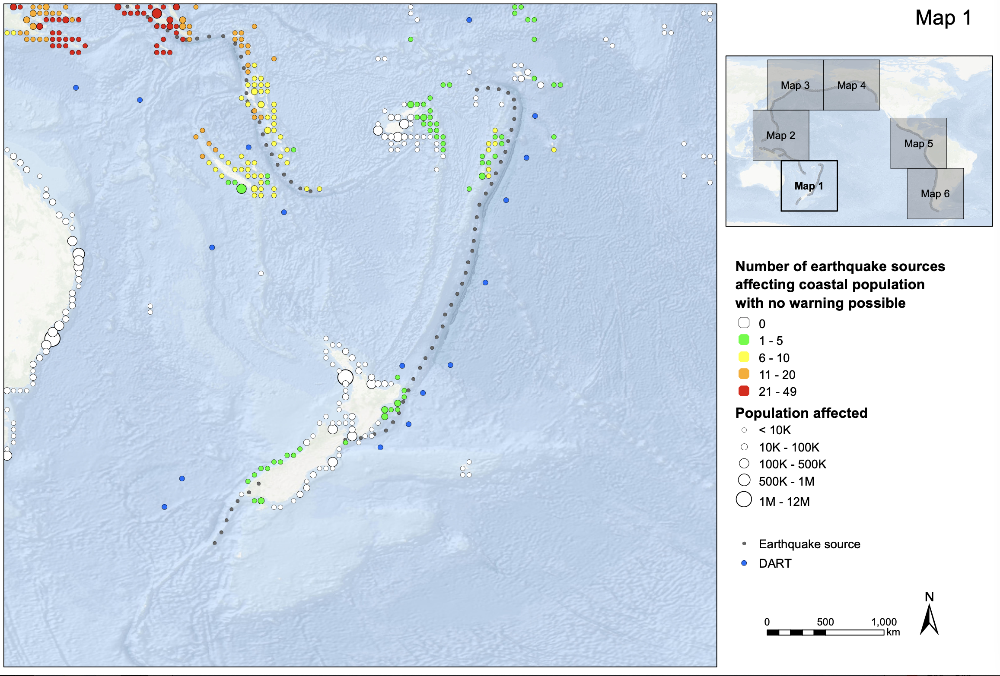 Map 1
Map 3
Map 4
Map 2
Map 5
Map 1
Map 6
Number of earthquake sources
affecting coastal population
with no warning possible
0
1 - 5
6 - 10
11 - 20
21 - 49
Population affected
< 10K
10K - 100K
100K - 500K
500K - 1M
1M - 12M
Earthquake source
DART
N
0 500 1,000
km